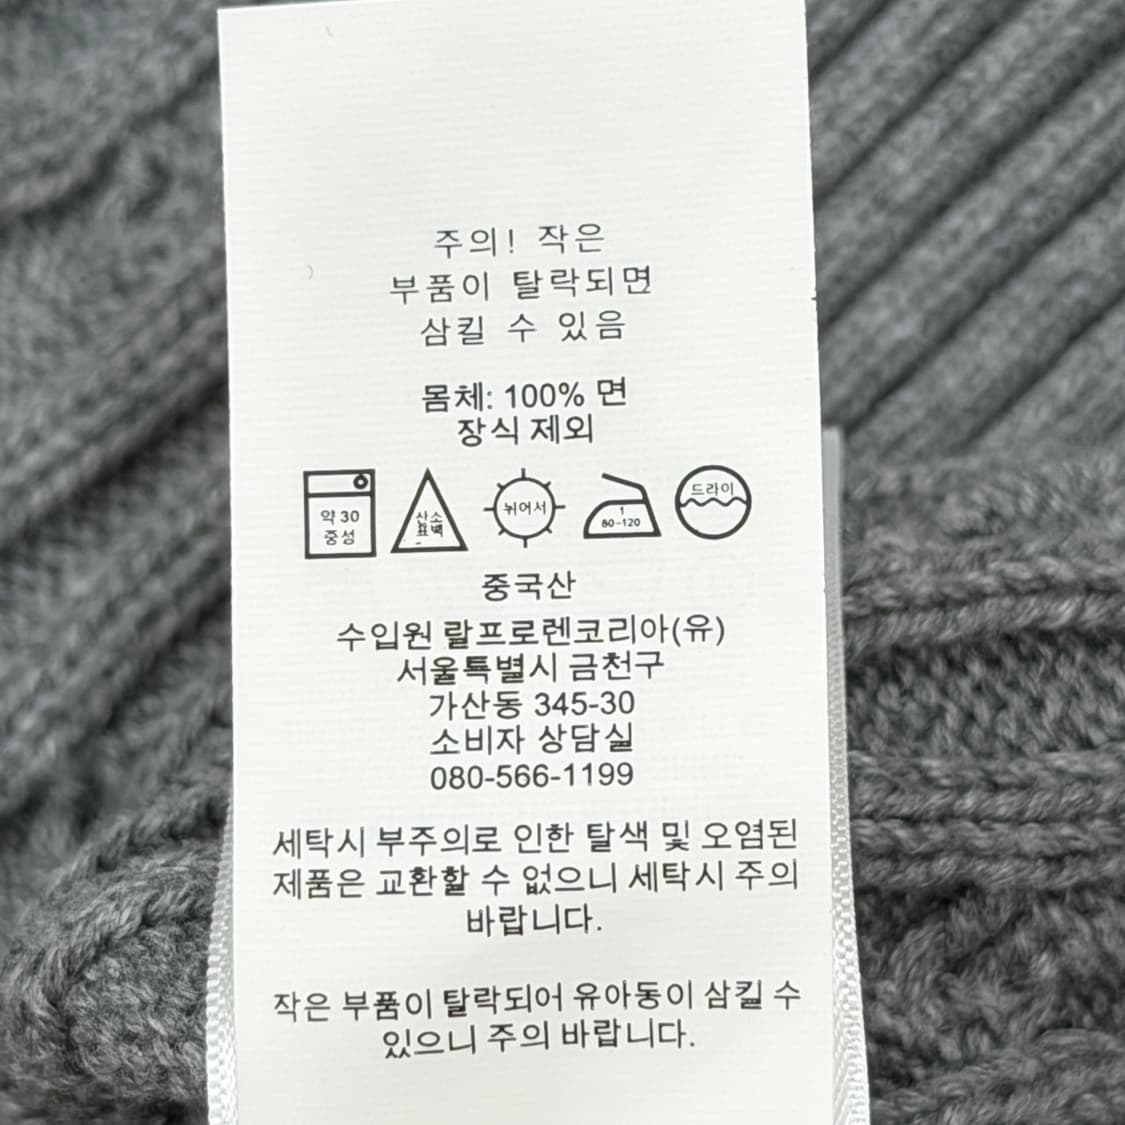 주의! 작은
부품이 탈락되면
삼킬 수 있음
몸체: 100% 면
장식 제외
약 30
중성
산소
표백
뉘어서
1
80-120
드라이
중국산
수입원 랄프로렌코리아(유)
서울특별시 금천구
가산동 345-30
소비자 상담실
080-566-1199
세탁시 부주의로 인한 탈색 및 오염된
제품은 교환할 수 없으니 세탁시 주의
바랍니다.
작은 부품이 탈락되어 유아동이 삼킬 수
있으니 주의 바랍니다.